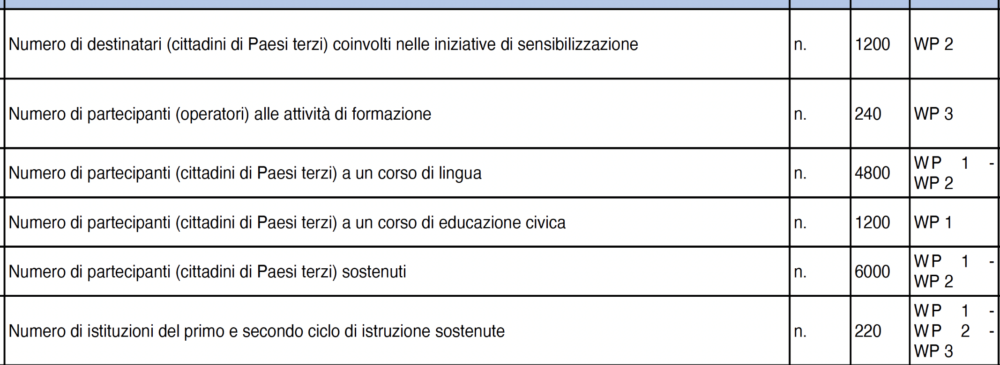 Numero di destinatari (cittadini di Paesi terzi) coinvolti nelle iniziative di sensibilizzazione n. 1200 WP 2
Numero di partecipanti (operatori) alle attività di formazione n. 240 WP 3
Numero di partecipanti (cittadini di Paesi terzi) a un corso di lingua n. 4800 WP 1 -
WP 2
Numero di partecipanti (cittadini di Paesi terzi) a un corso di educazione civica n. 1200 WP 1
Numero di partecipanti (cittadini di Paesi terzi) sostenuti n. 6000 WP 1 -
WP 2
Numero di istituzioni del primo e secondo ciclo di istruzione sostenute n. 220 WP 1 -
WP 2 -
WP 3